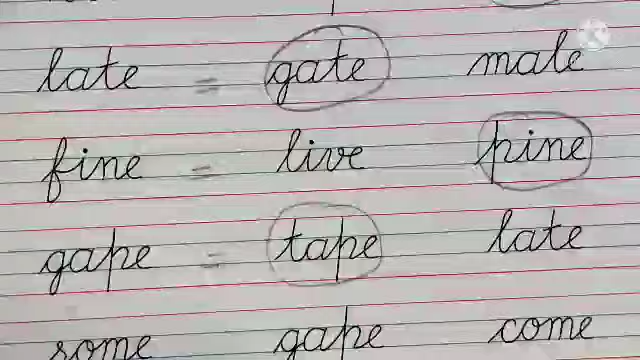 late = gate male
fine = live pine
gape = tape late
some gape come